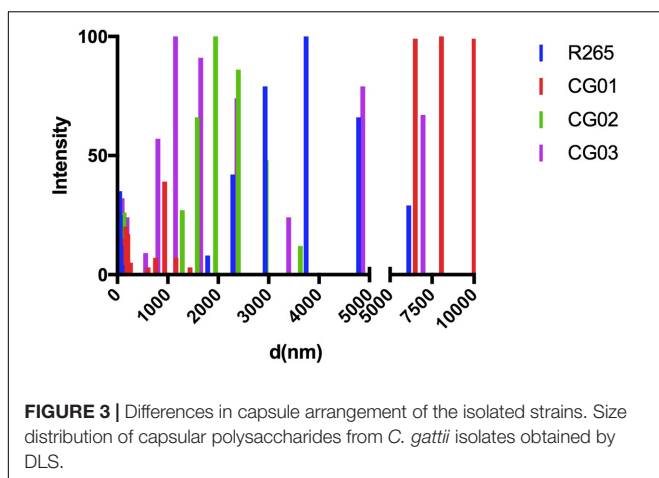 100
50
0
Intensity
0
1000
2000
3000
4000
5000
5000
7500
10000
d(nm)
R265
CG01
CG02
CG03
FIGURE 3 | Differences in capsule arrangement of the isolated strains. Size
distribution of capsular polysaccharides from C. gattii isolates obtained by
DLS.